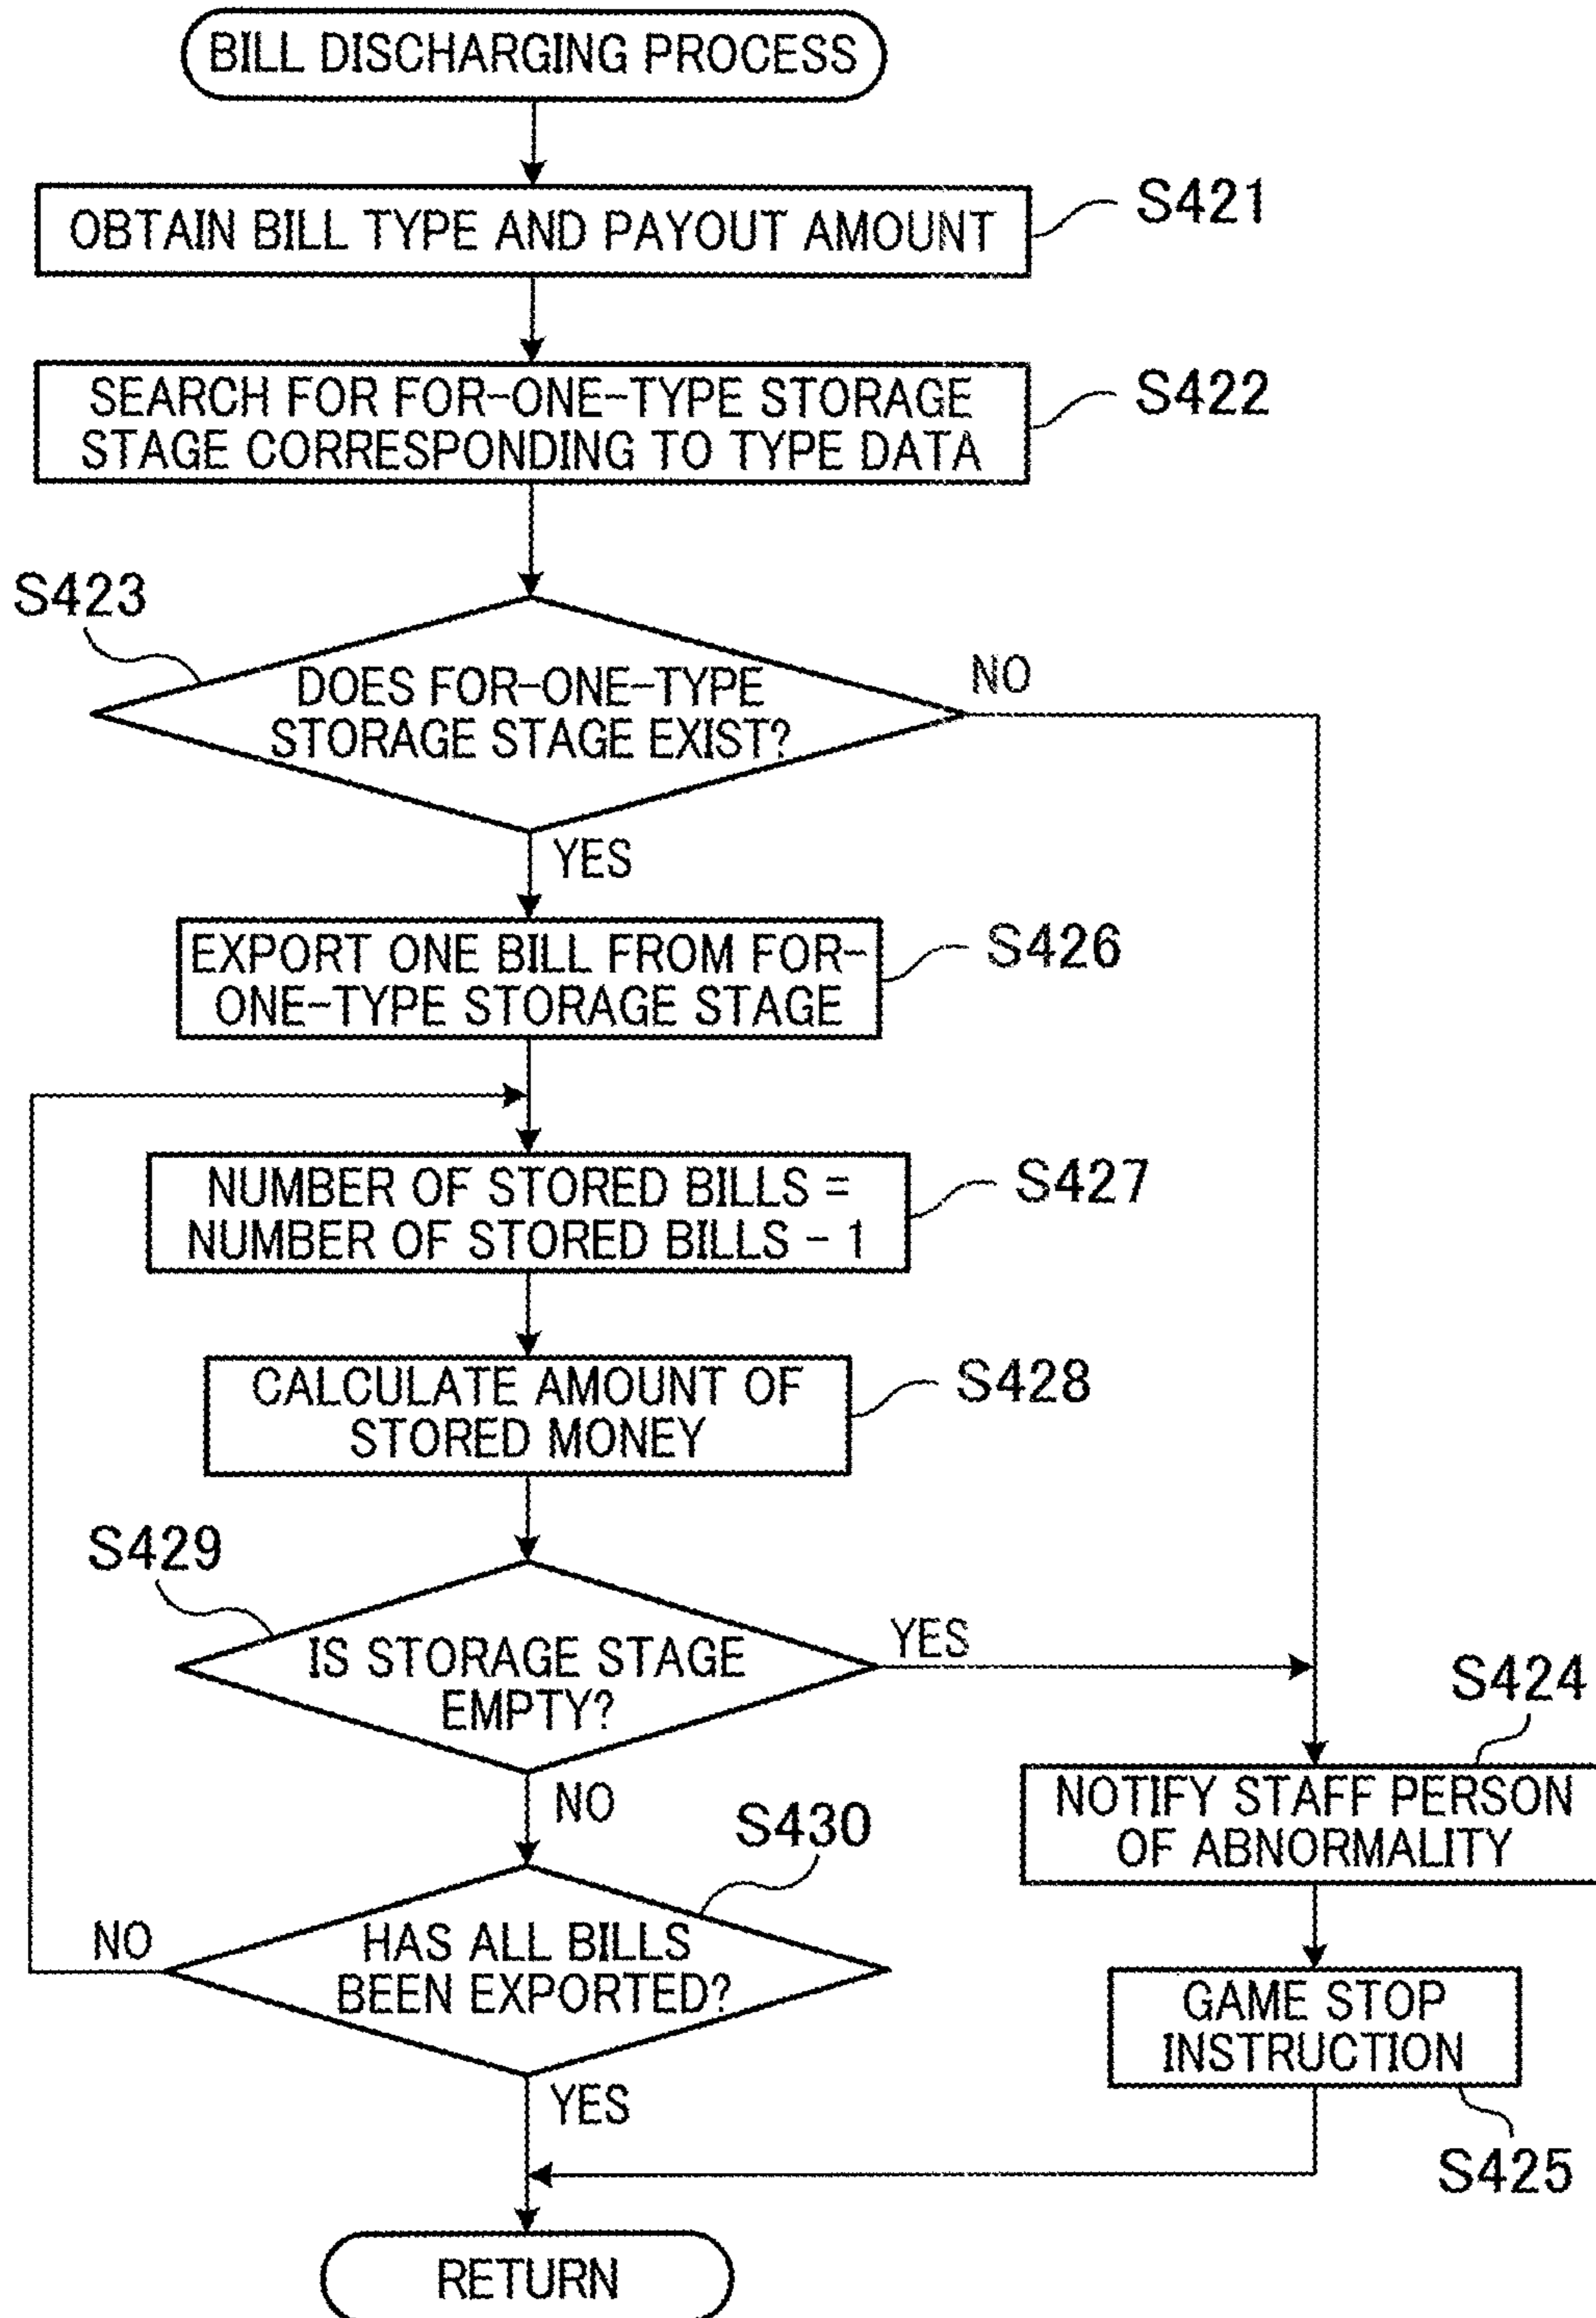 BILL DISCHARGING PROCESS
OBTAIN BILL TYPE AND PAYOUT AMOUNT
S421
SEARCH FOR FOR-ONE-TYPE STORAGE
STAGE CORRESPONDING TO TYPE DATA
S422
S423
DOES FOR-ONE-TYPE
STORAGE STAGE EXIST?
NO
YES
EXPORT ONE BILL FROM FOR-
ONE-TYPE STORAGE STAGE
S426
NUMBER OF STORED BILLS =
NUMBER OF STORED BILLS - 1
S427
CALCULATE AMOUNT OF
STORED MONEY
S428
S429
IS STORAGE STAGE
EMPTY?
YES
NO
S424
NOTIFY STAFF PERSON
OF ABNORMALITY
S430
HAS ALL BILLS
BEEN EXPORTED?
NO
YES
GAME STOP
INSTRUCTION
S425
RETURN